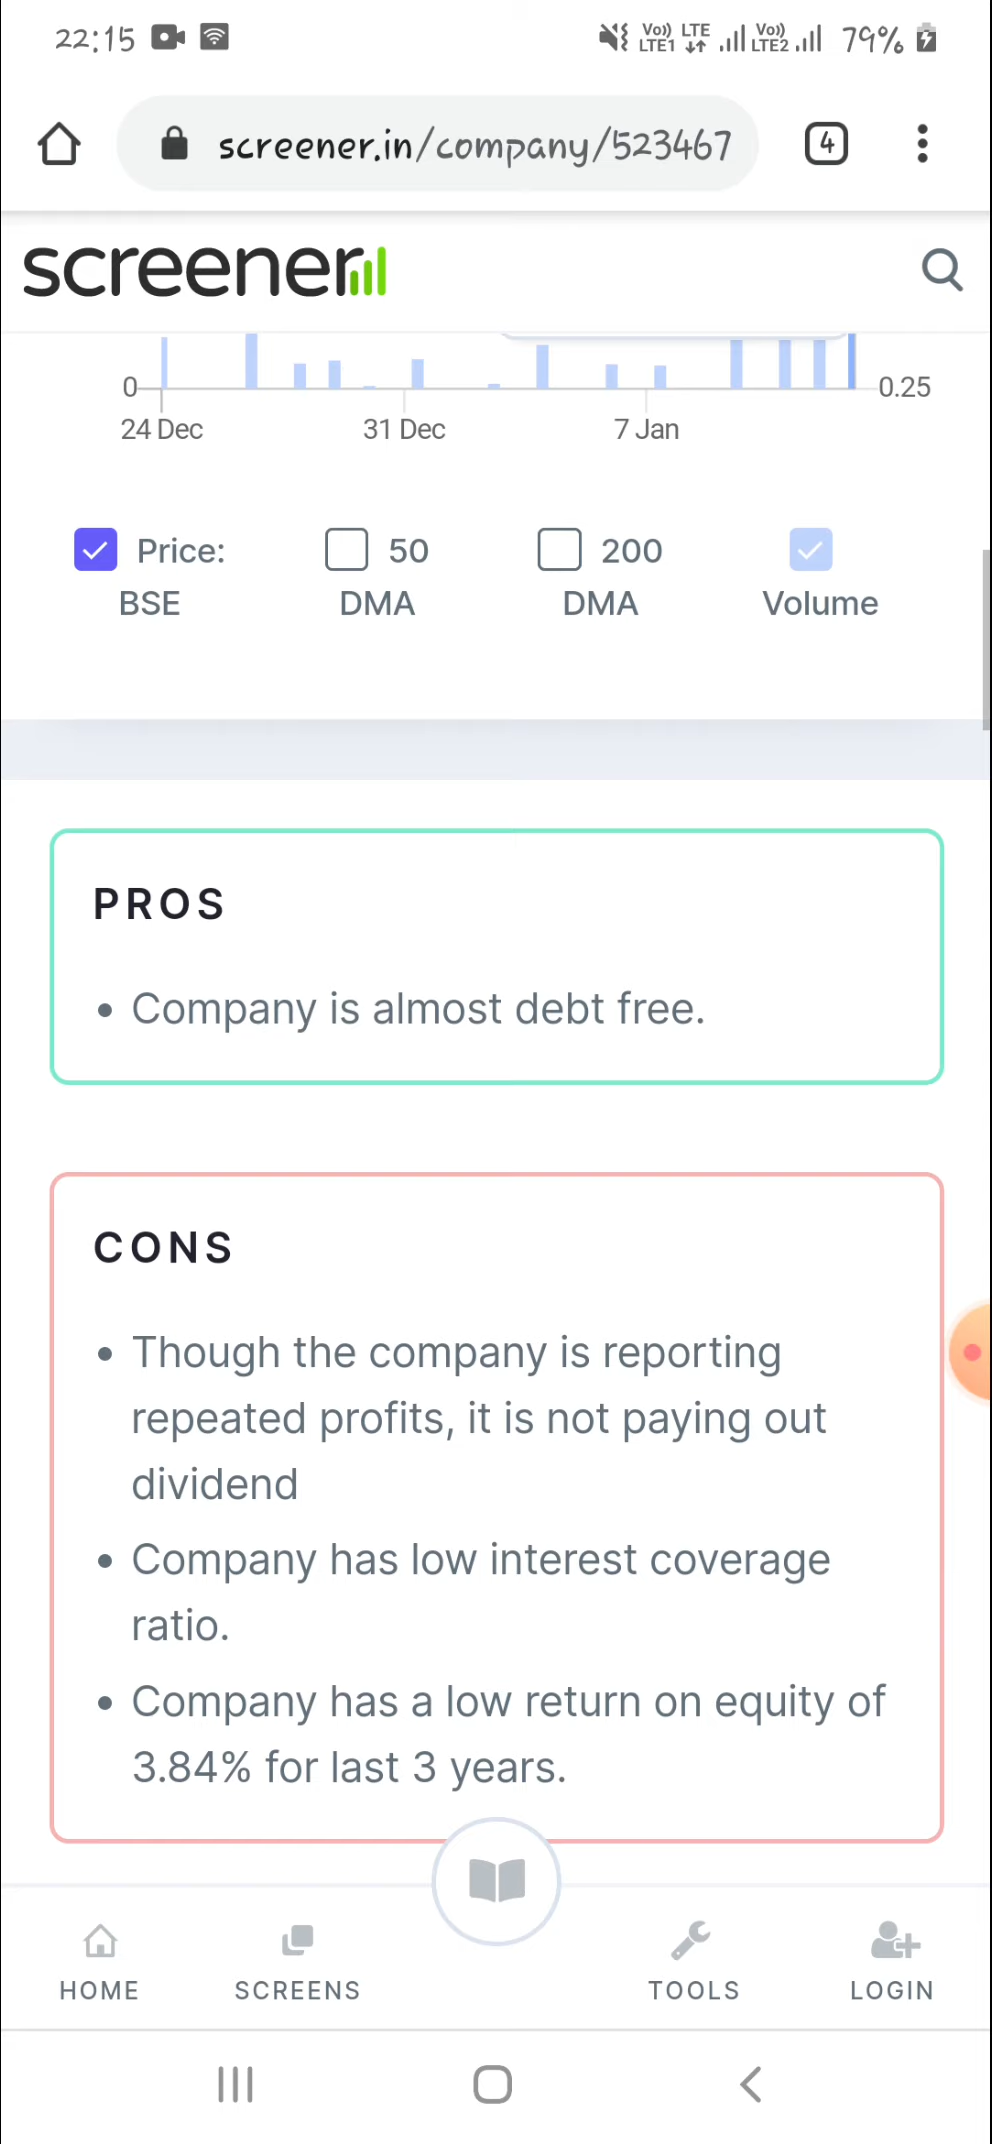 22:15 Vo)) LTE1 LTE Vo)) LTE2 79%
screener.in/company/523467 4
screener
0 0.25
24 Dec 31 Dec 7 Jan
Price: BSE 50 DMA 200 DMA Volume
PROS
• Company is almost debt free.
CONS
• Though the company is reporting
repeated profits, it is not paying out
dividend
• Company has low interest coverage
ratio.
• Company has a low return on equity of
3.84% for last 3 years.
HOME SCREENS TOOLS LOGIN